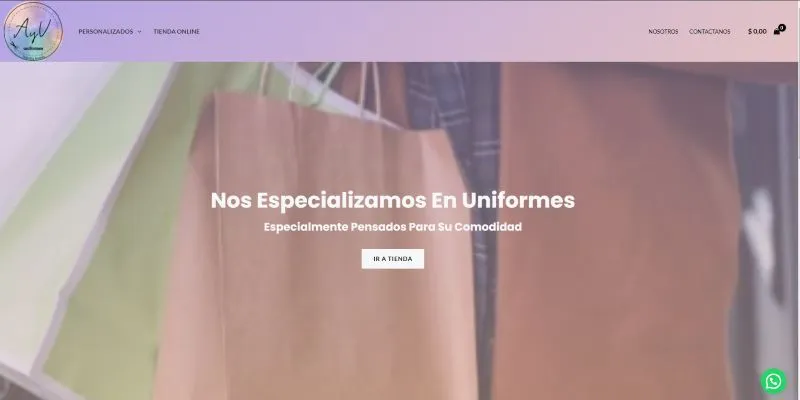 AyV
uniformes
PERSONALIZADOS
TIENDA ONLINE
NOSOTROS
CONTACTANOS
$ 0,00
0
Nos Especializamos En Uniformes
Especialmente Pensados Para Su Comodidad
IR A TIENDA